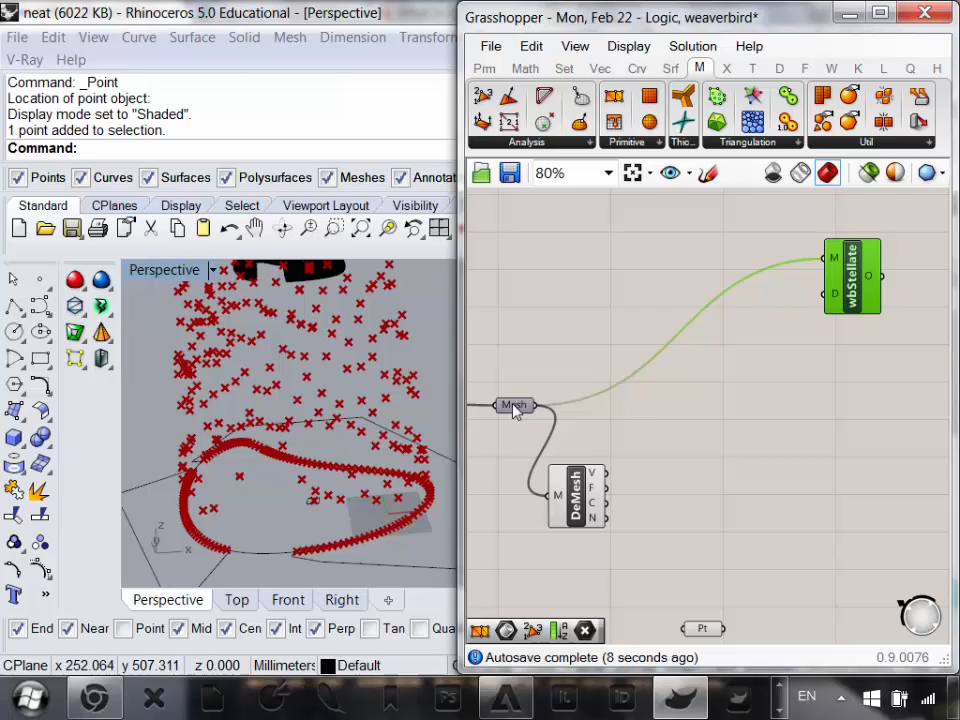 neat (6022 KB) - Rhinoceros 5.0 Educational - [Perspective]
File Edit View Curve Surface Solid Mesh Dimension Transform
V-Ray Help
Command: _Point
Location of point object:
Display mode set to "Shaded".
1 point added to selection.
Command:
Points Curves Surfaces Polysurfaces Meshes Annotat
Standard CPlanes Display Select Viewport Layout Visibility
Perspective
z
x
y
Perspective Top Front Right
End Near Point Mid Cen Int Perp Tan Qua
CPlane x 252.064 y 507.311 z 0.000 Millimeters Default
Grasshopper - Mon, Feb 22 - Logic, weaverbird*
File Edit View Display Solution Help
Prm Math Set Vec Crv Srf M X T D F W K L Q H
Analysis Primitive Thic... Triangulation Util
80%
M D wbStellate O
Mesh
M DeMesh V F C N
Pt
Autosave complete (8 seconds ago) 0.9.0076
EN